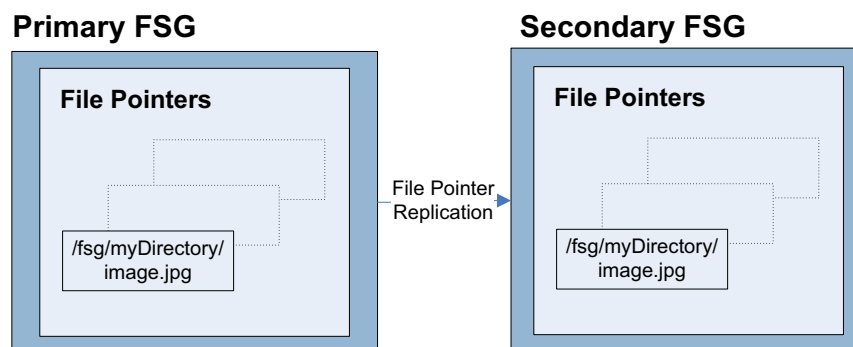 Primary FSG
Secondary FSG
File Pointers
/fsg/myDirectory/
image.jpg
File Pointer
Replication
File Pointers
/fsg/myDirectory/
image.jpg